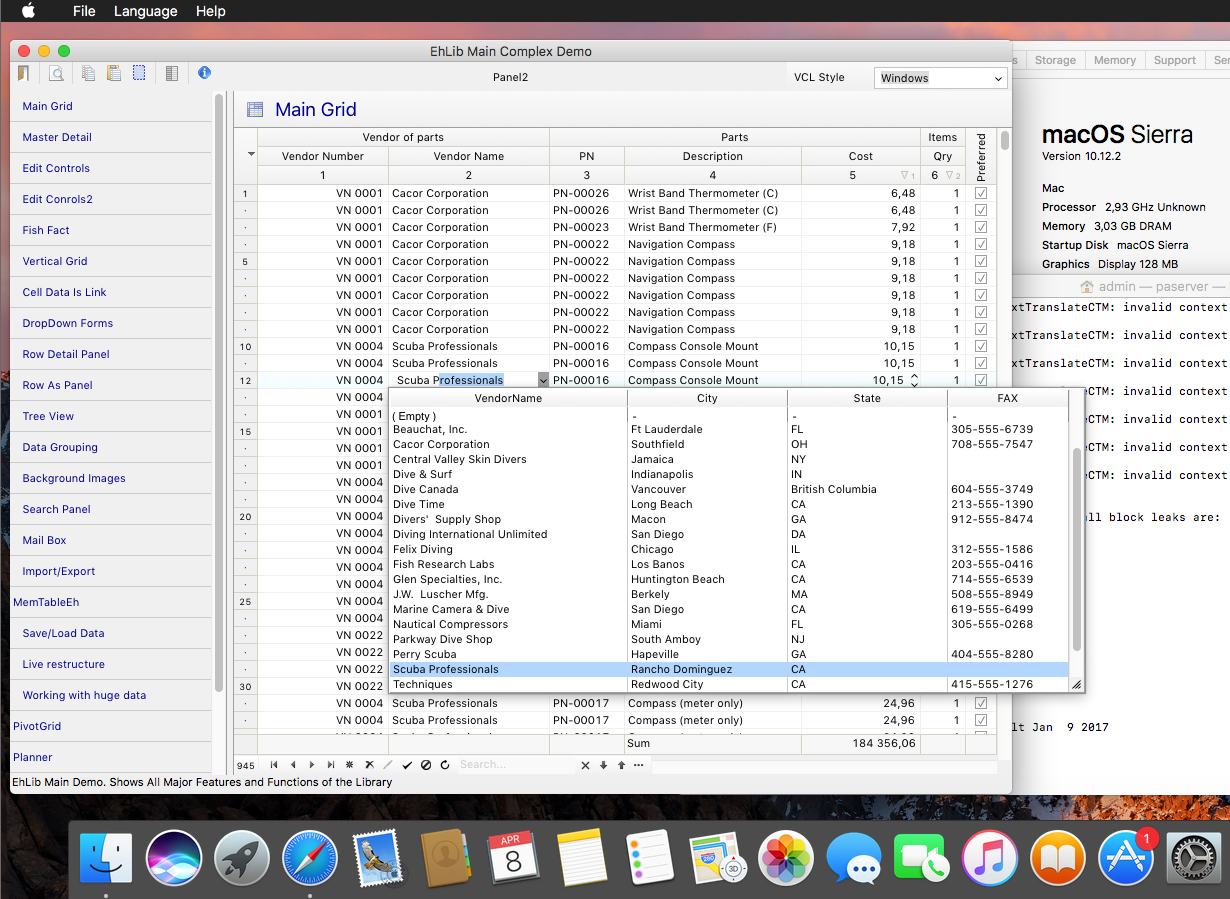 File Language Help
EhLib Main Complex Demo
Panel2
VCL Style
Windows
Main Grid
Master Detail
Edit Controls
Edit Conrols2
Fish Fact
Vertical Grid
Cell Data Is Link
DropDown Forms
Row Detail Panel
Row As Panel
Tree View
Data Grouping
Background Images
Search Panel
Mail Box
Import/Export
MemTableEh
Save/Load Data
Live restructure
Working with huge data
PivotGrid
Planner
Main Grid
Vendor of parts Parts Items Preferred
Vendor Number Vendor Name PN Description Cost Qry
1 2 3 4 5 1 6 2
1 VN 0001 Cacor Corporation PN-00026 Wrist Band Thermometer (C) 6,48 1
VN 0001 Cacor Corporation PN-00026 Wrist Band Thermometer (C) 6,48 1
VN 0001 Cacor Corporation PN-00023 Wrist Band Thermometer (F) 7,92 1
VN 0001 Cacor Corporation PN-00022 Navigation Compass 9,18 1
5 VN 0001 Cacor Corporation PN-00022 Navigation Compass 9,18 1
VN 0001 Cacor Corporation PN-00022 Navigation Compass 9,18 1
VN 0001 Cacor Corporation PN-00022 Navigation Compass 9,18 1
VN 0001 Cacor Corporation PN-00022 Navigation Compass 9,18 1
VN 0001 Cacor Corporation PN-00022 Navigation Compass 9,18 1
10 VN 0004 Scuba Professionals PN-00016 Compass Console Mount 10,15 1
VN 0004 Scuba Professionals PN-00016 Compass Console Mount 10,15 1
12 VN 0004 Scuba Professionals PN-00016 Compass Console Mount 10,15 1
VN 0004
VN 0001
15 VN 0001
VN 0001
VN 0001
VN 0004
VN 0004
20 VN 0004
VN 0004
VN 0004
VN 0004
VN 0004
25 VN 0004
VN 0004
VN 0022
VN 0022
VN 0022
30 VN 0022
VendorName City State FAX
( Empty ) - - -
Beauchat, Inc. Ft Lauderdale FL 305-555-6739
Cacor Corporation Southfield OH 708-555-7547
Central Valley Skin Divers Jamaica NY
Dive & Surf Indianapolis IN
Dive Canada Vancouver British Columbia 604-555-3749
Dive Time Long Beach CA 213-555-1390
Divers'  Supply Shop Macon GA 912-555-8474
Diving International Unlimited San Diego DA
Felix Diving Chicago IL 312-555-1586
Fish Research Labs Los Banos CA 203-555-0416
Glen Specialties, Inc. Huntington Beach CA 714-555-6539
J.W.  Luscher Mfg. Berkely MA 508-555-8949
Marine Camera & Dive San Diego CA 619-555-6499
Nautical Compressors Miami FL 305-555-0268
Parkway Dive Shop South Amboy NJ
Perry Scuba Hapeville GA 404-555-8280
Scuba Professionals Rancho Dominguez CA
Techniques Redwood City CA 415-555-1276
VN 0004 Scuba Professionals PN-00017 Compass (meter only) 24,96 1
VN 0004 Scuba Professionals PN-00017 Compass (meter only) 24,96 1
Sum 184 356,06
945 Search...
EhLib Main Demo. Shows All Major Features and Functions of the Library
s Storage Memory Support Ser
macOS Sierra
Version 10.12.2
Mac
Processor 2,93 GHz Unknown
Memory 3,03 GB DRAM
Startup Disk macOS Sierra
Graphics Display 128 MB
admin — paserver —
xtTranslateCTM: invalid context
xtTranslateCTM: invalid context
xtTranslateCTM: invalid context
eCTM: invalid context
eCTM: invalid context
eCTM: invalid context
eCTM: invalid context
ll block leaks are:
lt Jan  9 2017
APR
8
280
3D
1